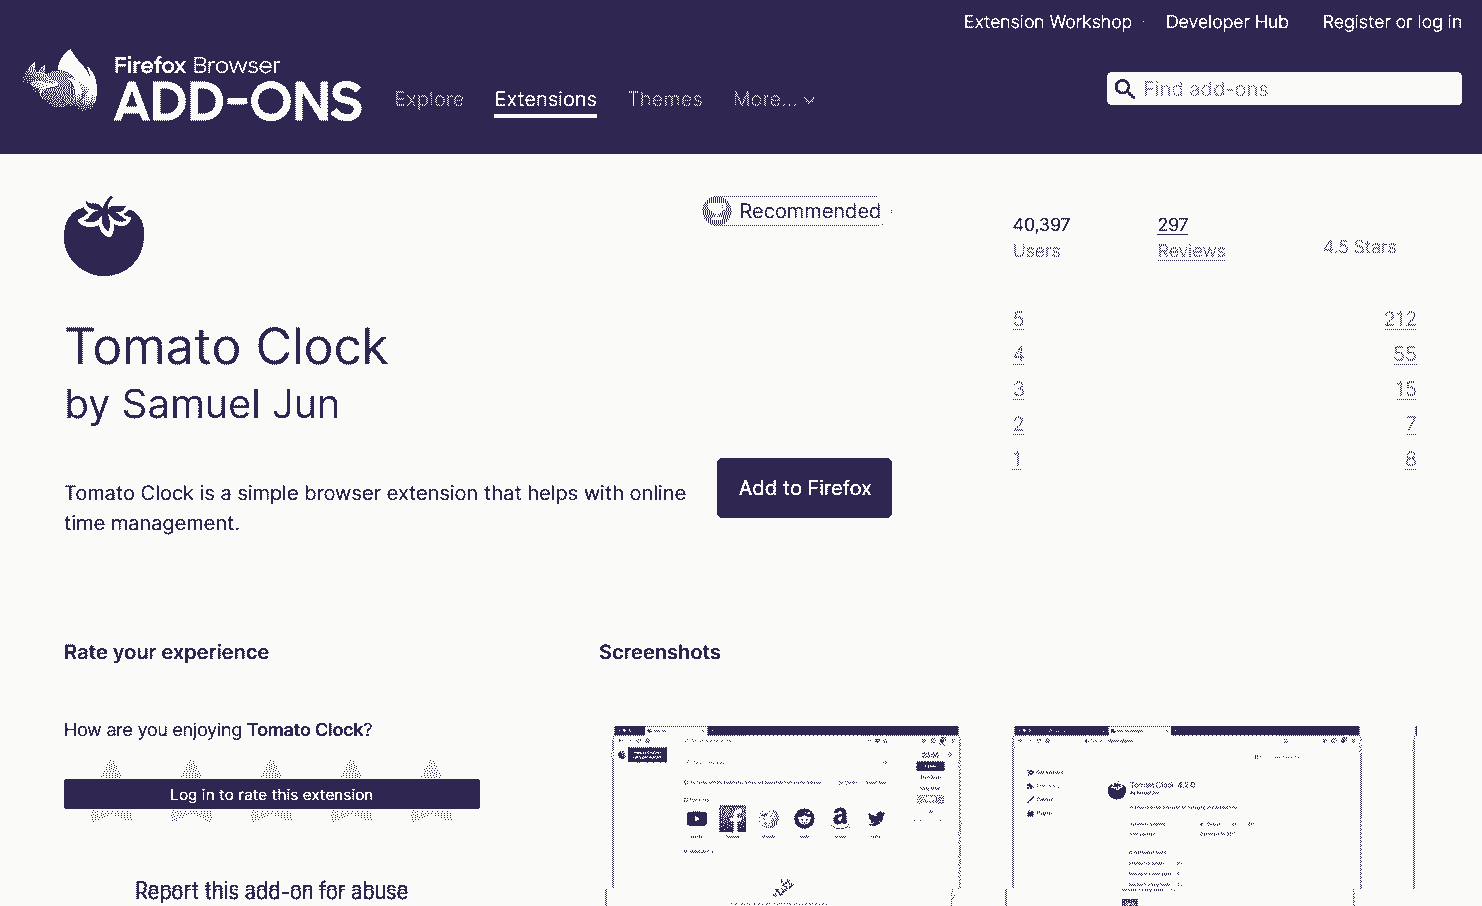 Extension Workshop
Developer Hub
Register or log in
Firefox Browser
ADD-ONS
Explore
Extensions
Themes
More...
Find add-ons
Recommended
40,397
Users
297
Reviews
4.5 Stars
Tomato Clock
by Samuel Jun
5 212
4 55
3 15
2 7
1 8
Tomato Clock is a simple browser extension that helps with online
time management.
Add to Firefox
Rate your experience
How are you enjoying Tomato Clock?
Log in to rate this extension
Report this add-on for abuse
Screenshots